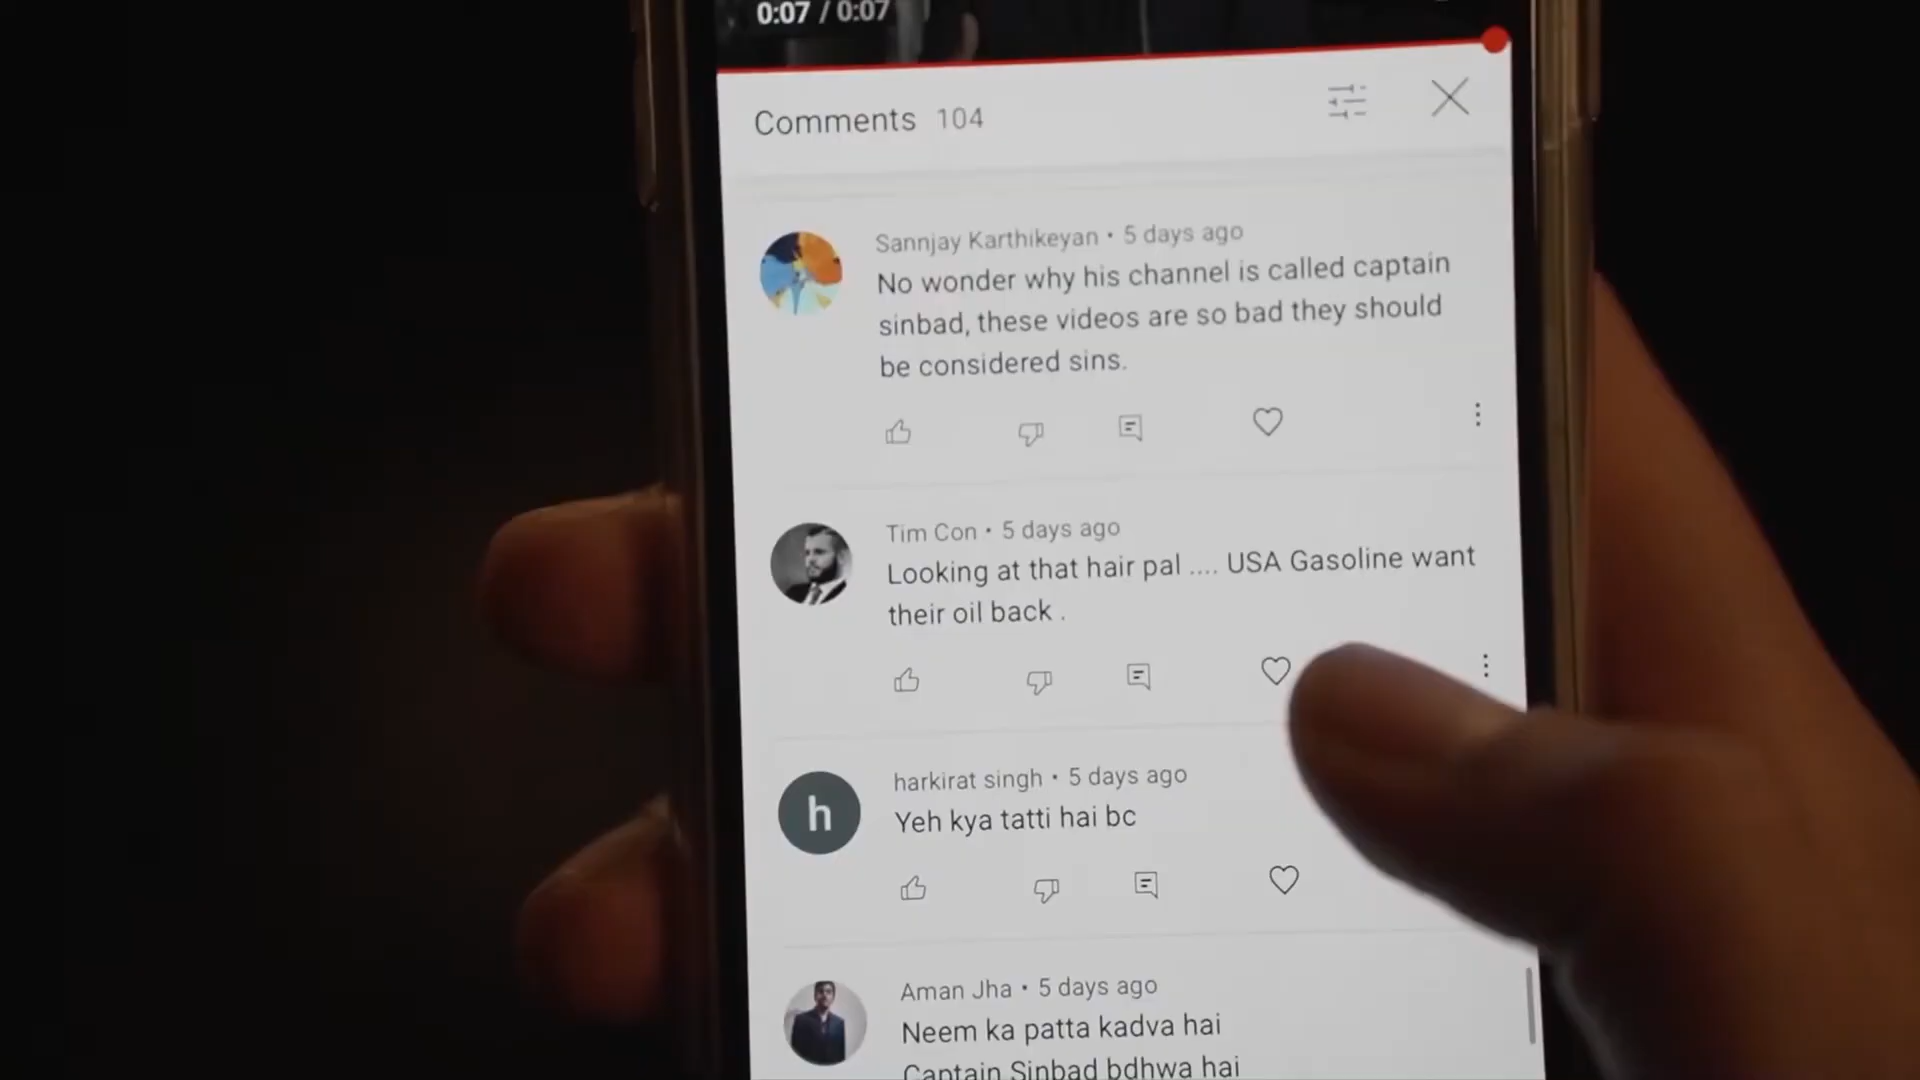 0:07 / 0:07
Comments 104
Sannjay Karthikeyan • 5 days ago
No wonder why his channel is called captain
sinbad, these videos are so bad they should
be considered sins.
Tim Con • 5 days ago
Looking at that hair pal .... USA Gasoline want
their oil back .
harkirat singh • 5 days ago
Yeh kya tatti hai bc
h
Aman Jha • 5 days ago
Neem ka patta kadva hai
Captain Sinbad bdhwa hai